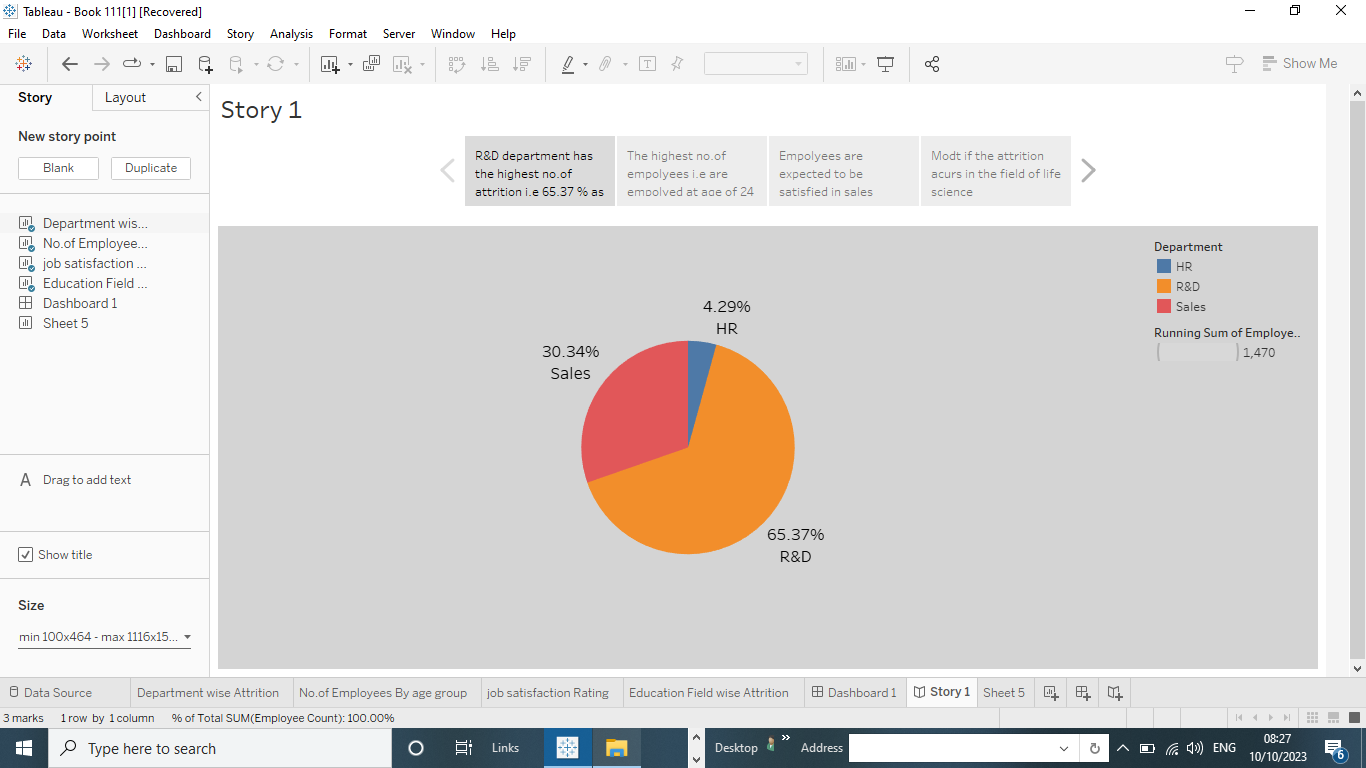 Tableau - Book 111[1] [Recovered]
File Data Worksheet Dashboard Story Analysis Format Server Window Help
Show Me
Story Layout
New story point
Blank Duplicate
Department wis...
No.of Employee...
job satisfaction ...
Education Field ...
Dashboard 1
Sheet 5
A Drag to add text
Show title
Size
min 100x464 - max 1116x15...
Story 1
R&D department has
the highest no.of
attrition i.e 65.37 % as
The highest no.of
empolyees i.e are
empolved at age of 24
Empolyees are
expected to be
satisfied in sales
Modt if the attrition
acurs in the field of life
science
Department
HR
R&D
Sales
Running Sum of Employe..
1,470
4.29%
HR
30.34%
Sales
65.37%
R&D
Data Source Department wise Attrition No.of Employees By age group job satisfaction Rating Education Field wise Attrition Dashboard 1 Story 1 Sheet 5
3 marks 1 row by 1 column % of Total SUM(Employee Count): 100.00%
Type here to search Links Desktop » Address ENG 08:27
10/10/2023 6